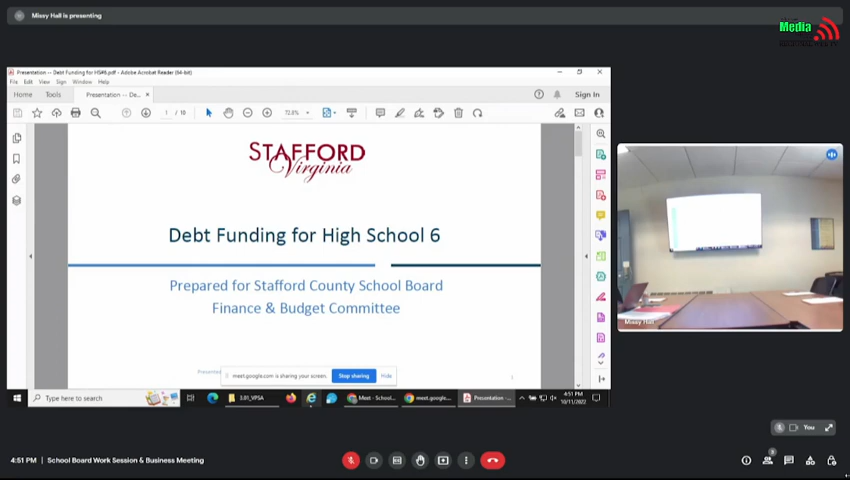 Missy Hall is presenting
Media
Presentation -- Debt Funding for HS#6.pdf - Adobe Acrobat Reader (64-bit)
File Edit View Sign Window Help
Home Tools Presentation -- De... × Sign In
1 / 10 72.8%
STAFFORD
Virginia
Debt Funding for High School 6
Prepared for Stafford County School Board
Finance & Budget Committee
Presented
meet.google.com is sharing your screen. Stop sharing Hide
Missy Hall
Type here to search 3.01_VPSA Meet - School... meet.google... Presentation -... 4:51 PM
10/11/2022
You
4:51 PM | School Board Work Session & Business Meeting